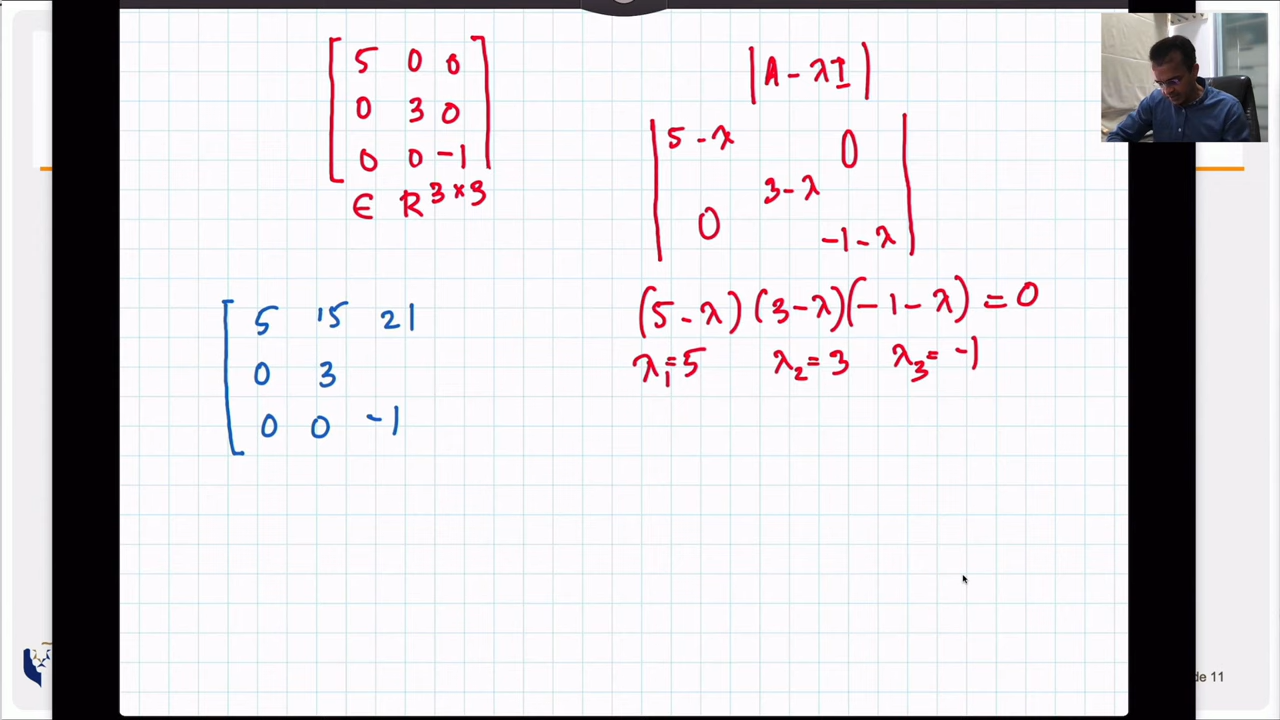 5 0 0
0 3 0
0 0 -1
∈ R^3×3
|A - λI|
5-λ 0
3-λ
0 -1-λ
(5-λ)(3-λ)(-1-λ) = 0
λ₁=5 λ₂=3 λ₃=-1
5 15 21
0 3
0 0 -1
de 11